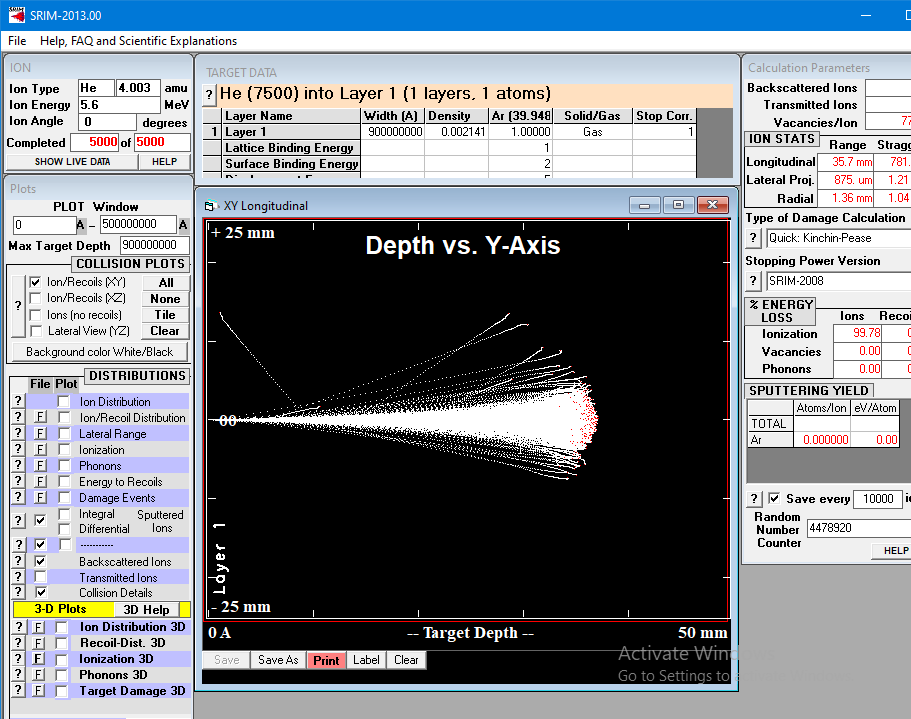 SRIM-2013.00
File Help, FAQ and Scientific Explanations
ION
Ion Type He 4.003 amu
Ion Energy 5.6 MeV
Ion Angle 0 degrees
Completed 5000 of 5000
SHOW LIVE DATA HELP
Plots
PLOT Window
0 A - 500000000 A
Max Target Depth 900000000
COLLISION PLOTS
Ion/Recoils (XY) All
Ion/Recoils (XZ) None
? Ions (no recoils) Tile
Lateral View (YZ) Clear
Background color White/Black
DISTRIBUTIONS
File Plot
? Ion Distribution
? F Ion/Recoil Distribution
? F Lateral Range
? F Ionization
? F Phonons
? F Energy to Recoils
? F Damage Events
? Integral Sputtered
Differential Ions
? -----------
? Backscattered Ions
? Transmitted Ions
? Collision Details
3-D Plots 3D Help
? F Ion Distribution 3D
? F Recoil-Dist. 3D
? F Ionization 3D
? F Phonons 3D
? F Target Damage 3D
TARGET DATA
? He (7500) into Layer 1 (1 layers, 1 atoms)
Layer Name Width (A) Density Ar (39.948 Solid/Gas Stop Corr.
1 Layer 1 900000000 0.002141 1.00000 Gas 1
Lattice Binding Energy 1
Surface Binding Energy 2
XY Longitudinal
+ 25 mm
Depth vs. Y-Axis
00
Layer 1
- 25 mm
0 A -- Target Depth -- 50 mm
Save Save As Print Label Clear
Calculation Parameters
Backscattered Ions
Transmitted Ions
Vacancies/Ion 77
ION STATS Range Stragg
Longitudinal 35.7 mm 781.
Lateral Proj. 875. um 1.21
Radial 1.36 mm 1.04
Type of Damage Calculation
? Quick: Kinchin-Pease
Stopping Power Version
? SRIM-2008
% ENERGY
LOSS Ions Recoi
Ionization 99.78 0
Vacancies 0.00 0
Phonons 0.00 0
SPUTTERING YIELD
Atoms/Ion eV/Atom
TOTAL
Ar 0.000000 0.00
? Save every 10000 i
Random
Number
Counter 4478920
HELP
Activate Wind
Go to Settings to